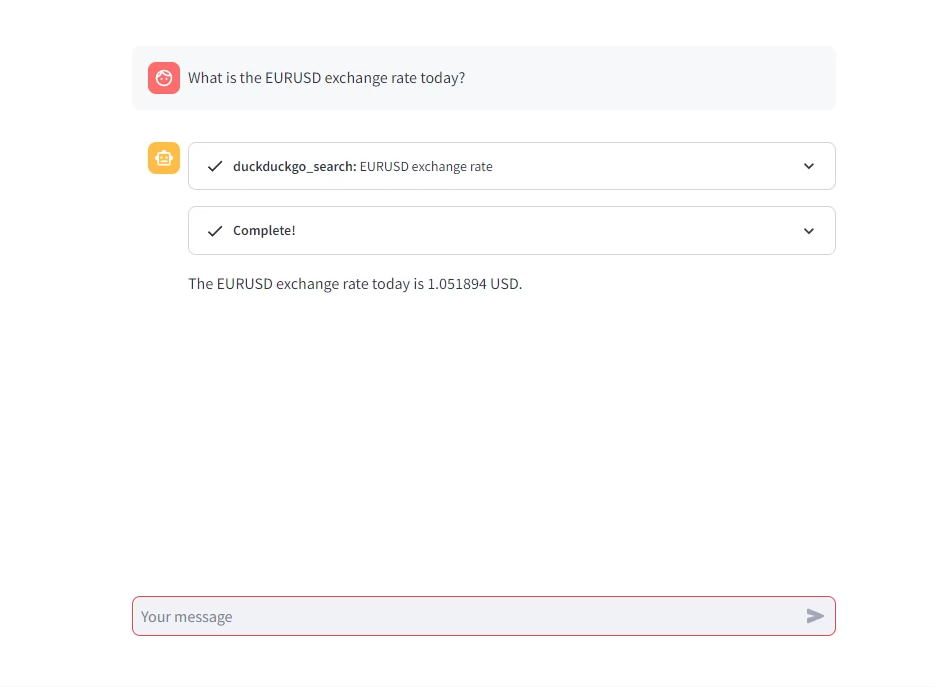 What is the EURUSD exchange rate today?
duckduckgo_search: EURUSD exchange rate
Complete!
The EURUSD exchange rate today is 1.051894 USD.
Your message